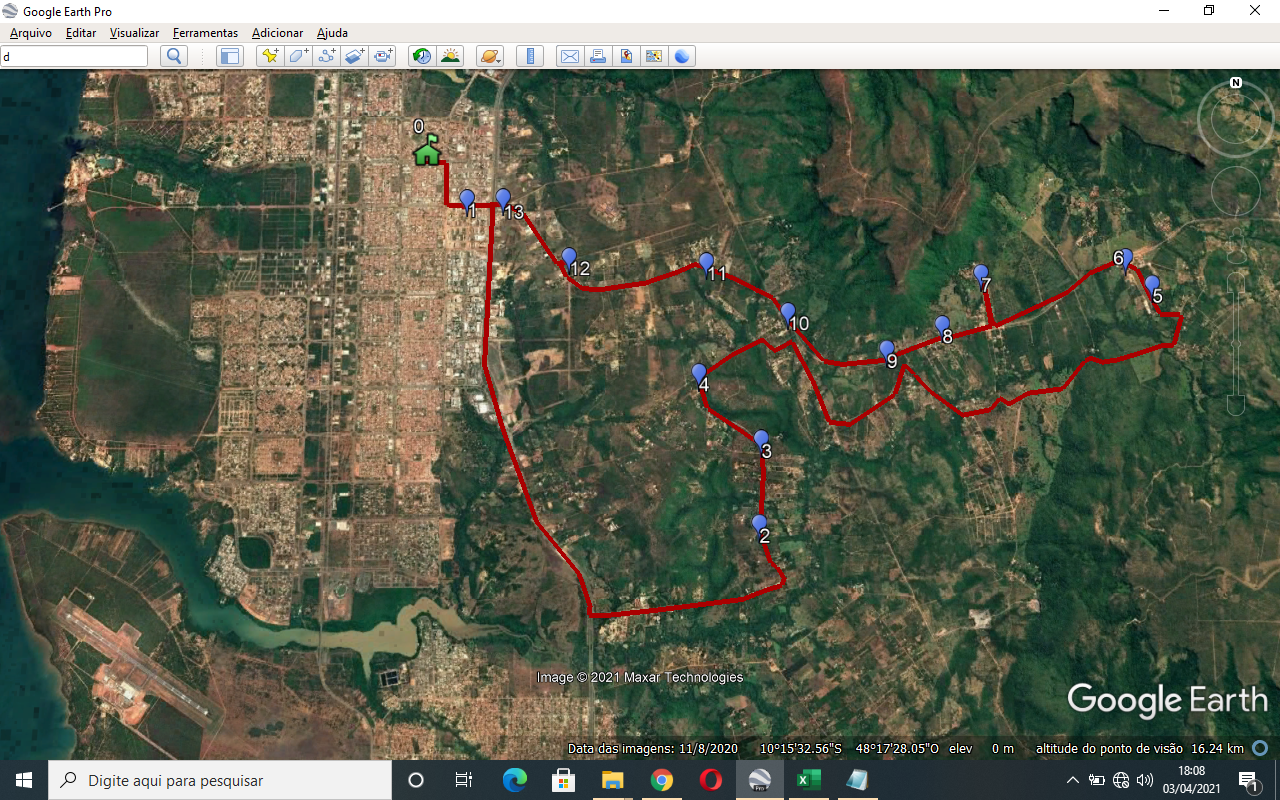 Google Earth Pro
Arquivo Editar Visualizar Ferramentas Adicionar Ajuda
d
N
0
1
13
12
11
6
5
7
10
8
9
4
3
2
Image © 2021 Maxar Technologies
Google Earth
Data das imagens: 11/8/2020 10°15'32.56"S 48°17'28.05"O elev 0 m altitude do ponto de visão 16.24 km
Digite aqui para pesquisar
Pro
18:08
03/04/2021
1